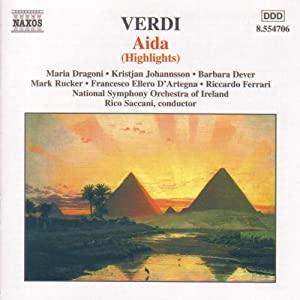 NAXOS
DDD
8.554706
VERDI
Aida
(Highlights)
Maria Dragoni • Kristjan Johannsson • Barbara Dever
Mark Rucker • Francesco Ellero D'Artegna • Riccardo Ferrari
National Symphony Orchestra of Ireland
Rico Saccani, conductor